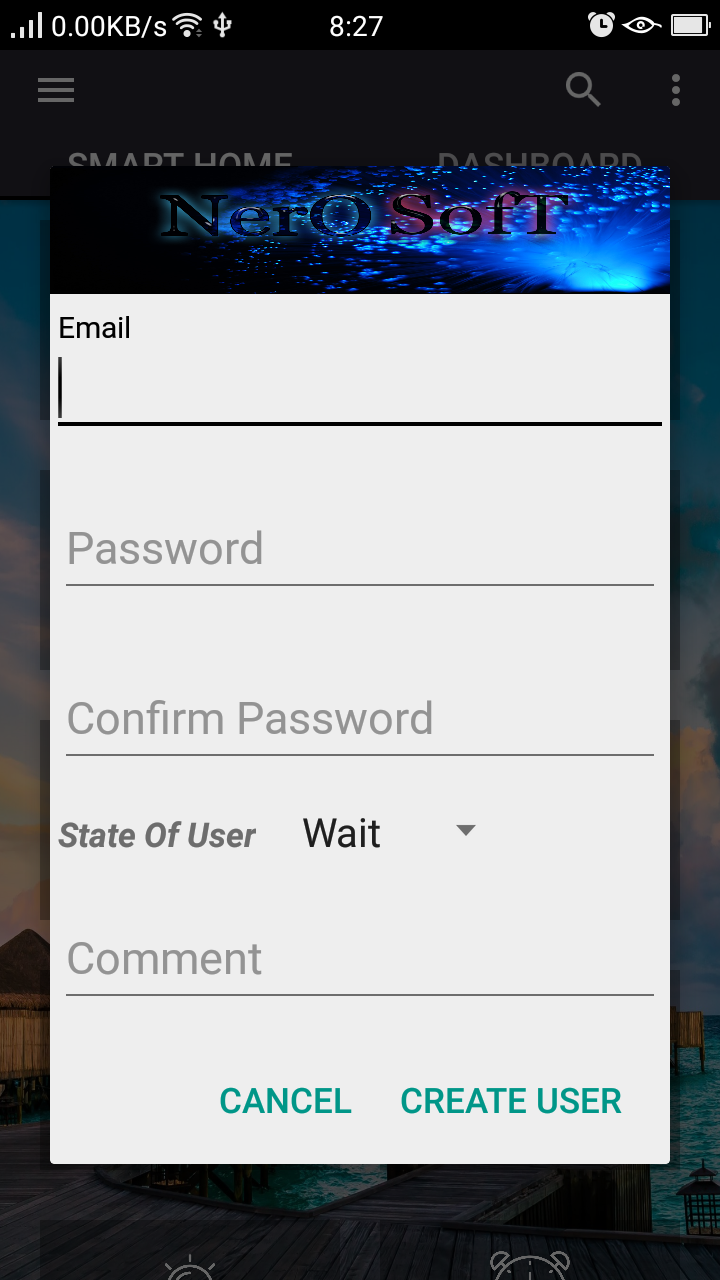 0.00KB/s 8:27
SMART HOME DASHBOARD
NerO SofT
Email
Password
Confirm Password
State Of User Wait
Comment
CANCEL CREATE USER